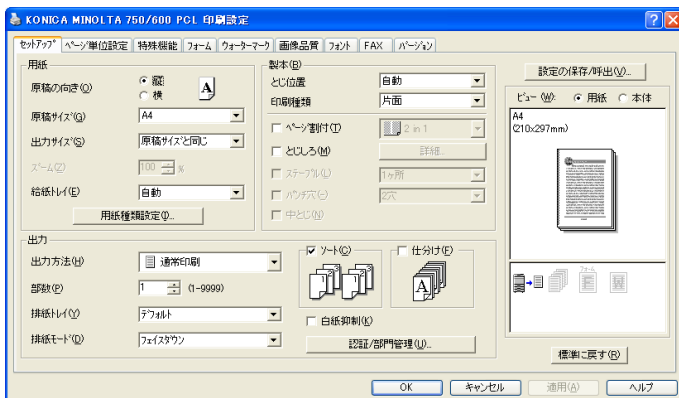 KONICA MINOLTA 750/600 PCL 印刷設定
セットアップ ページ単位設定 特殊機能 フォーム ウォーターマーク 画像品質 フォント FAX バージョン
用紙
原稿の向き(O) 縦
横
A
原稿サイズ(G) A4
出力サイズ(S) 原稿サイズと同じ
ズーム(Z) 100 %
給紙トレイ(E) 自動
用紙種類設定(I)...
製本(B)
とじ位置 自動
印刷種類 片面
ページ割付(T) 2 in 1
とじしろ(M) 詳細...
ステープル(L) 1ヶ所
パンチ穴(-) 2穴
中とじ(N)
出力
出力方法(H) 通常印刷
部数(P) 1 (1-9999)
排紙トレイ(Y) デフォルト
排紙モード(D) フェイスダウン
ソート(C)
仕分け(F)
A
白紙抑制(K)
認証/部門管理(U)...
設定の保存/呼出(V)...
ビュー(W): 用紙 本体
A4
(210x297mm)
標準に戻す(R)
OK キャンセル 適用(A) ヘルプ